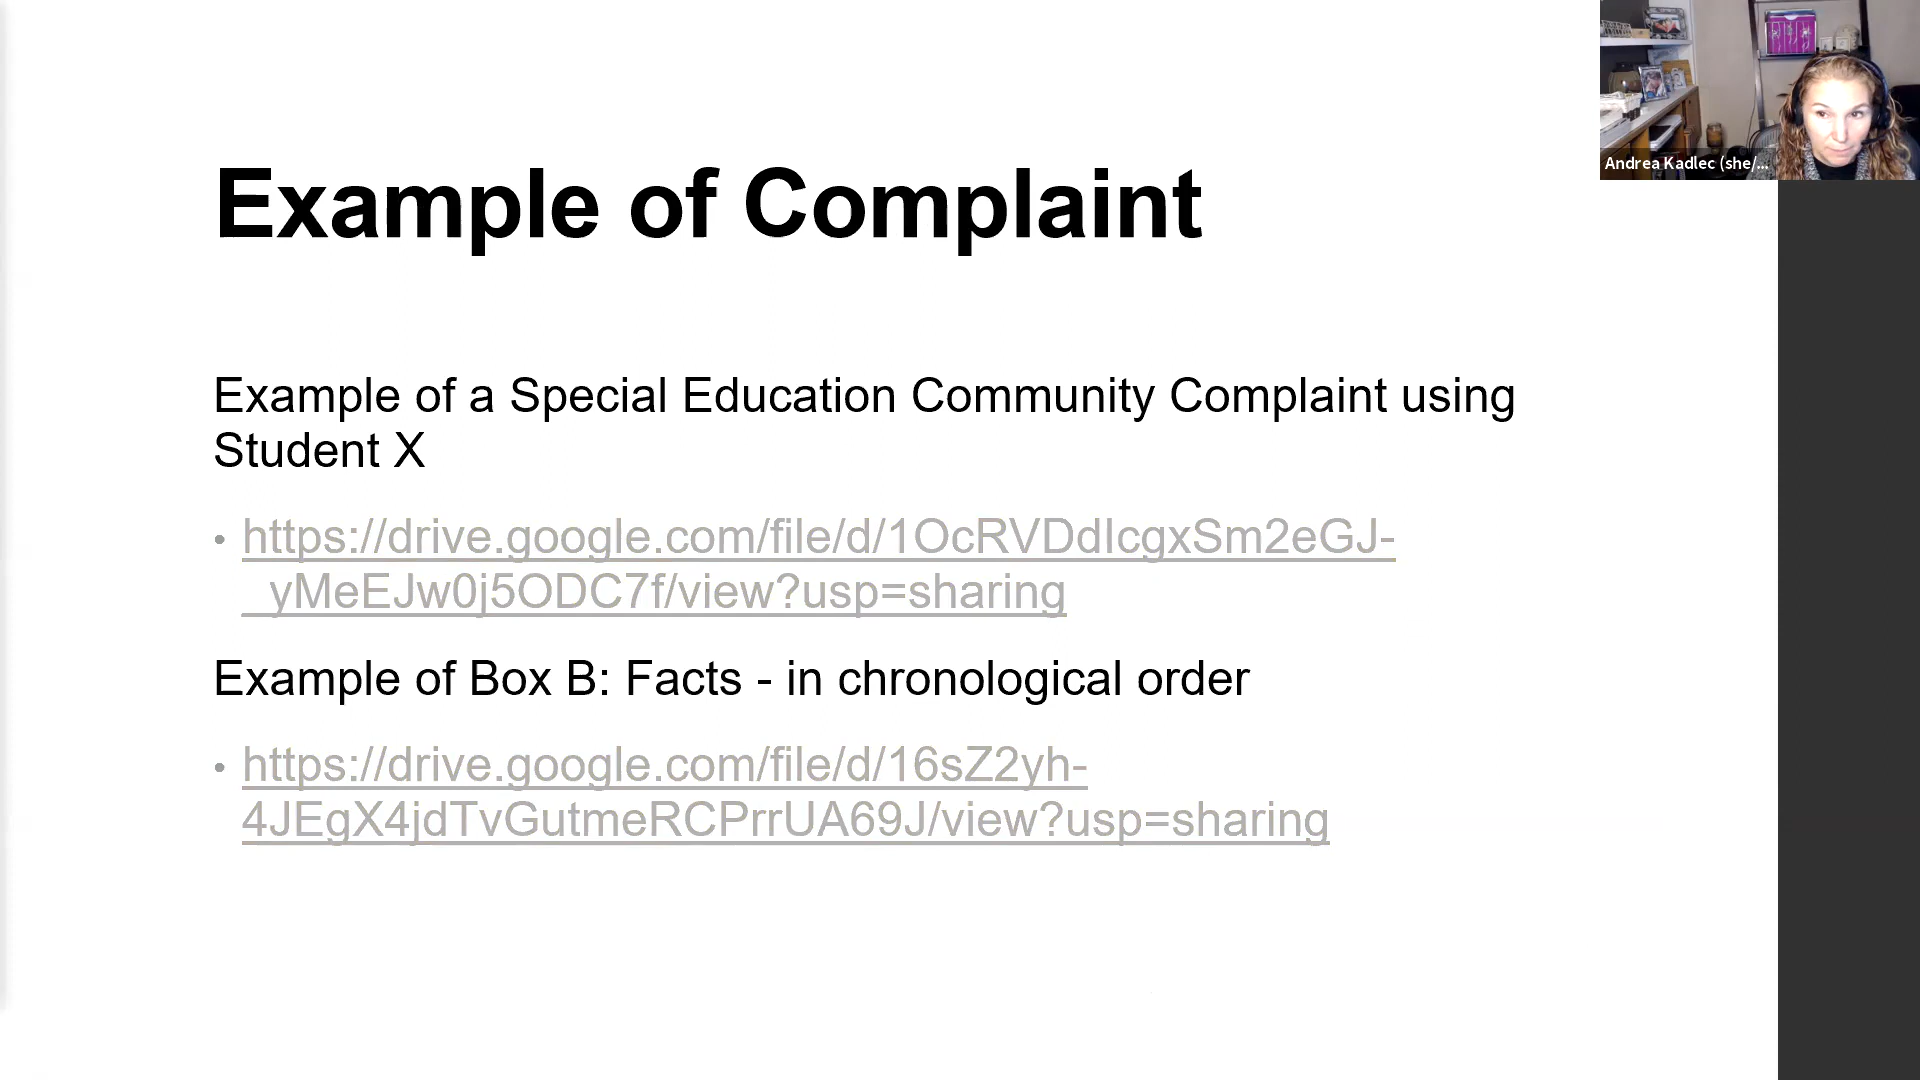 Example of Complaint
Example of a Special Education Community Complaint using
Student X
• https://drive.google.com/file/d/1OcRVDdIcgxSm2eGJ-
_yMeEJw0j5ODC7f/view?usp=sharing
Example of Box B: Facts - in chronological order
• https://drive.google.com/file/d/16sZ2yh-
4JEgX4jdTvGutmeRCPrrUA69J/view?usp=sharing
Andrea Kadlec (she/...